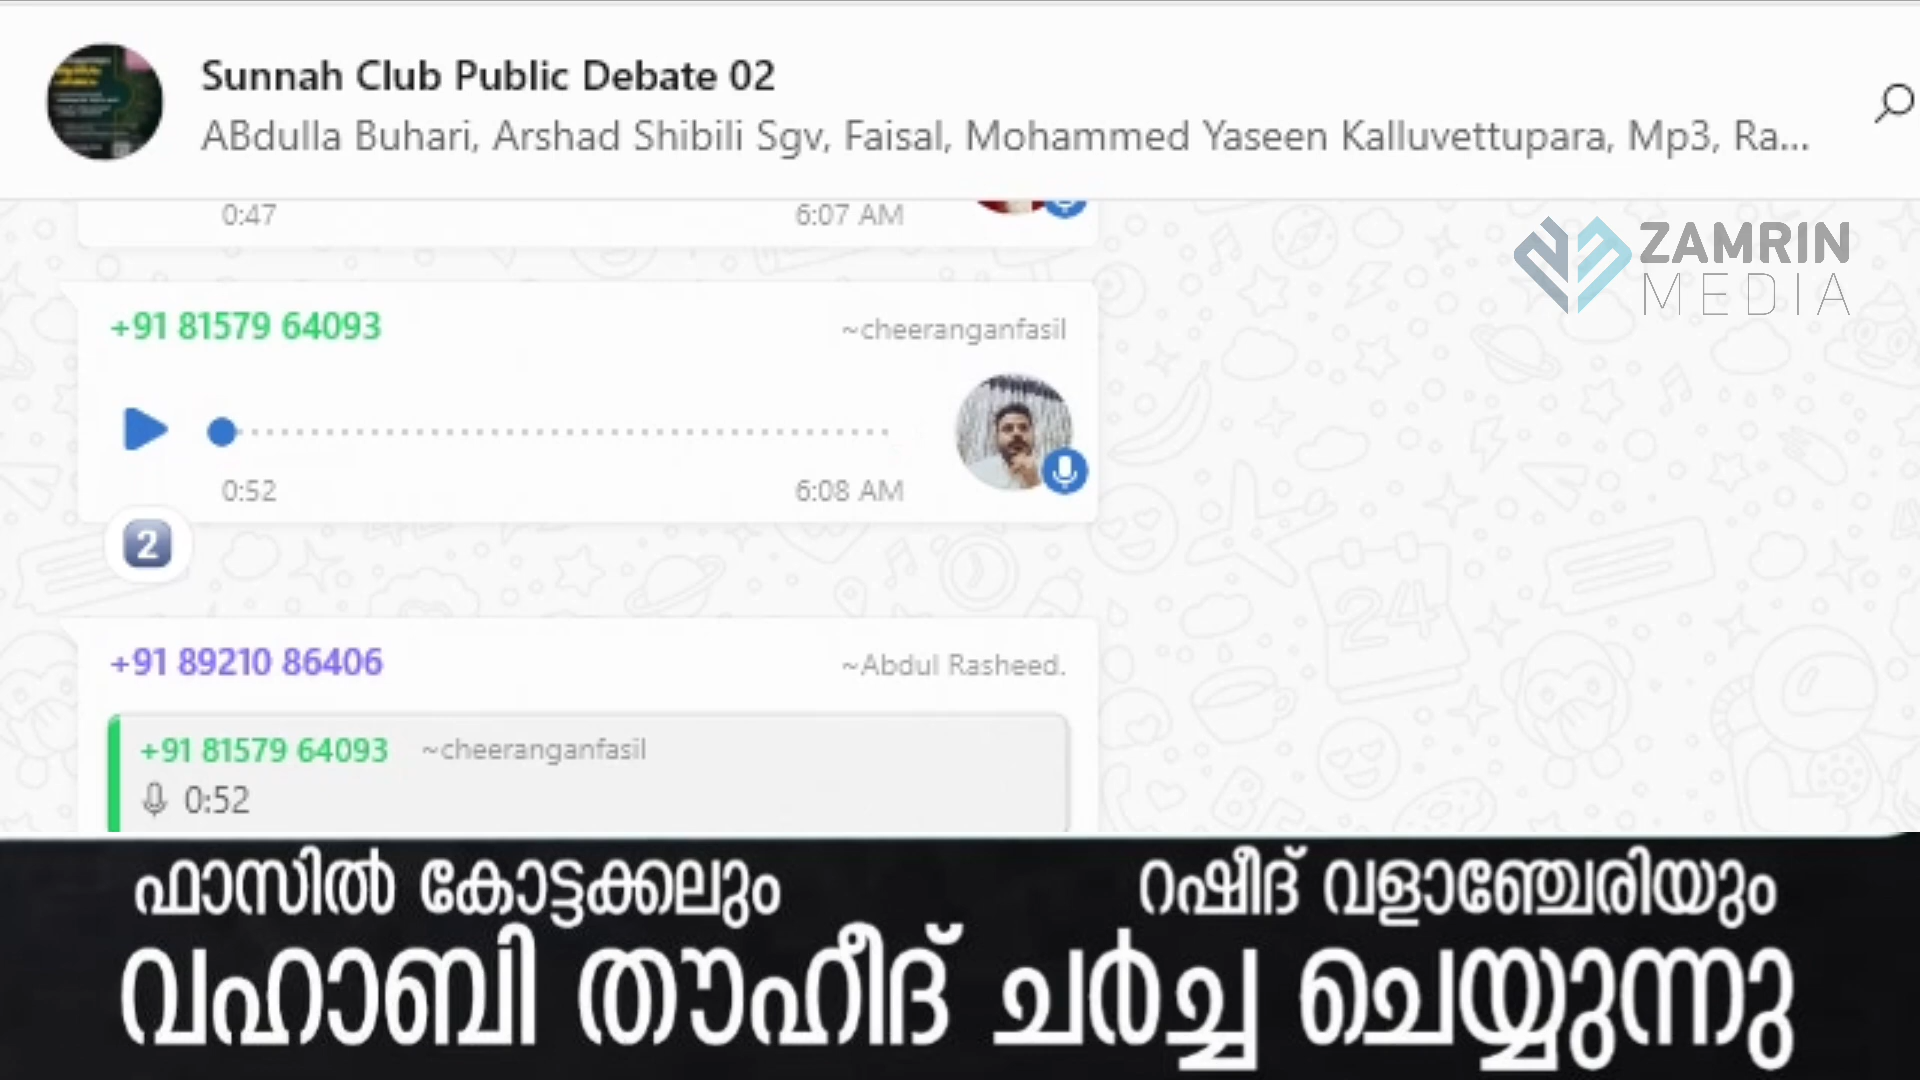 Sunnah Club Public Debate 02
ABdulla Buhari, Arshad Shibili Sgv, Faisal, Mohammed Yaseen Kalluvettupara, Mp3, Ra...
0:47 6:07 AM
ZAMRIN
MEDIA
+91 81579 64093 ~cheeranganfasil
0:52 6:08 AM
2
+91 89210 86406 ~Abdul Rasheed.
+91 81579 64093 ~cheeranganfasil
0:52
ഫാസിൽ കോട്ടക്കലും റഷീദ് വളാഞ്ചേരിയും
വഹാബി തൗഹീദ് ചർച്ച ചെയ്യുന്നു